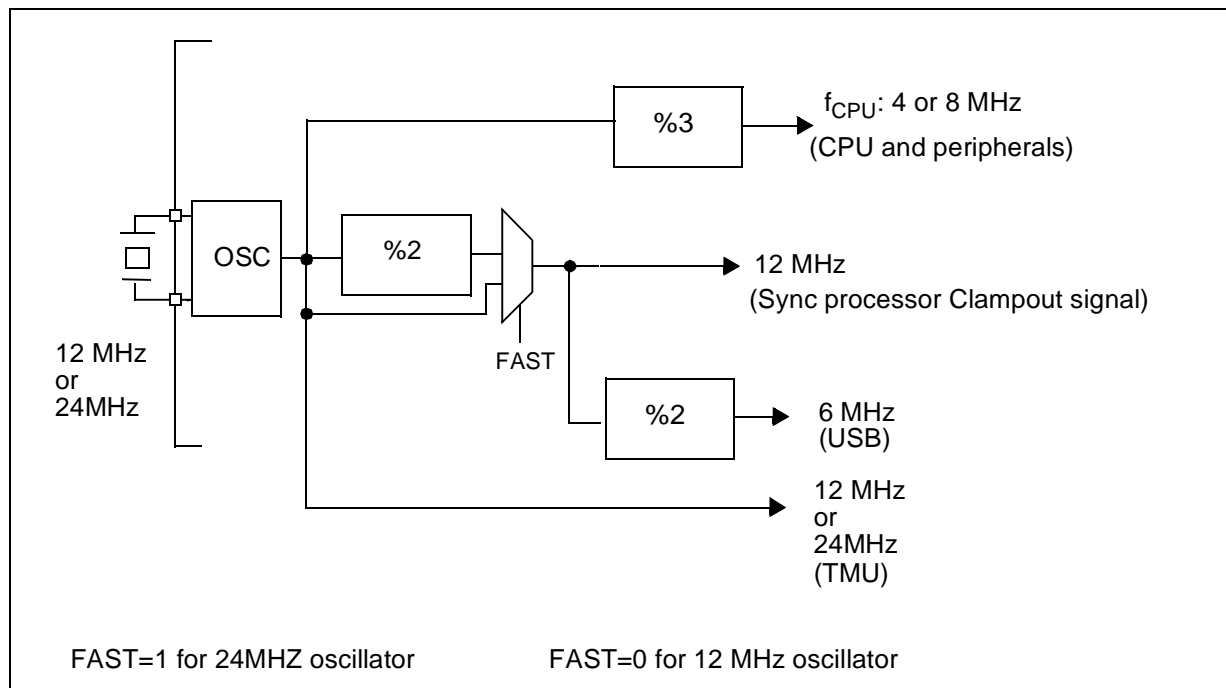 %3
f_CPU: 4 or 8 MHz
(CPU and peripherals)
OSC
%2
12 MHz
(Sync processor Clampout signal)
FAST
12 MHz
or
24MHz
%2
6 MHz
(USB)
12 MHz
or
24MHz
(TMU)
FAST=1 for 24MHZ oscillator
FAST=0 for 12 MHz oscillator